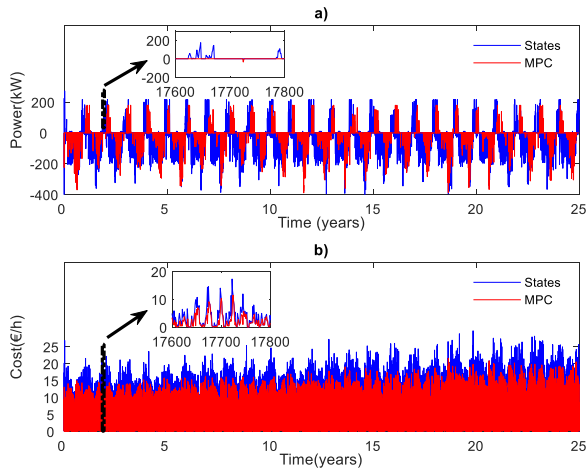 a)
Power(kW)
200
0
-200
-400
200
0
-200
17600 17700 17800
States
MPC
0 5 10 15 20 25
Time (years)
b)
Cost(€/h)
25
20
15
10
5
0
20
10
0
17600 17700 17800
States
MPC
0 5 10 15 20 25
Time(years)